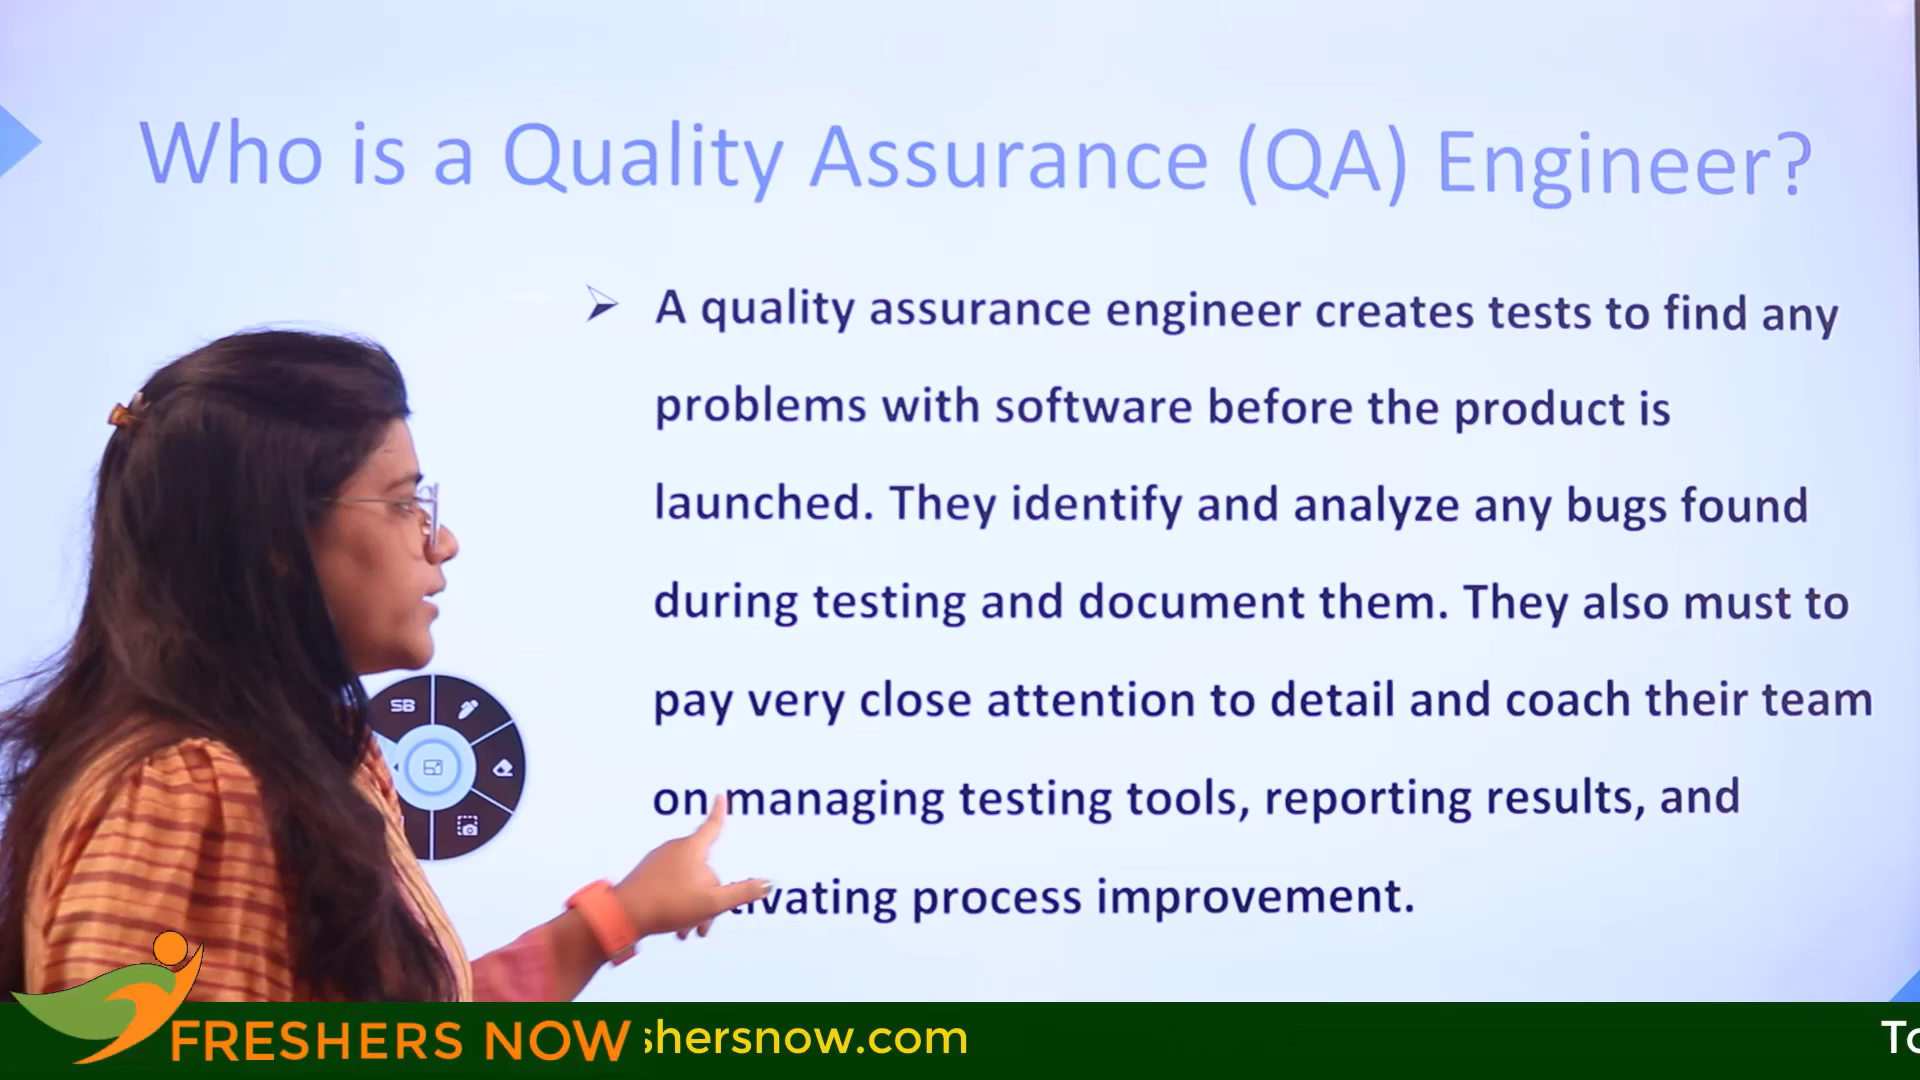 Who is a Quality Assurance (QA) Engineer?
A quality assurance engineer creates tests to find any
problems with software before the product is
launched. They identify and analyze any bugs found
during testing and document them. They also must to
pay very close attention to detail and coach their team
on managing testing tools, reporting results, and
process improvement.
SB
FRESHERS NOW
shersnow.com